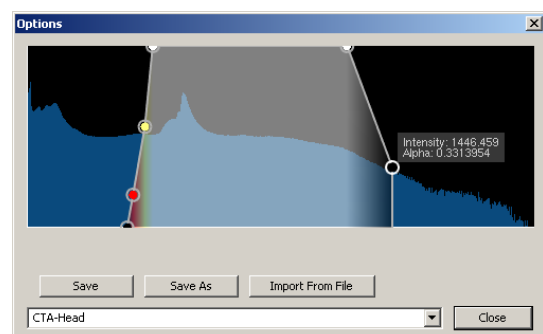 Options
Intensity: 1446.459
Alpha: 0.3313954
Save
Save As
Import From File
CTA-Head
Close